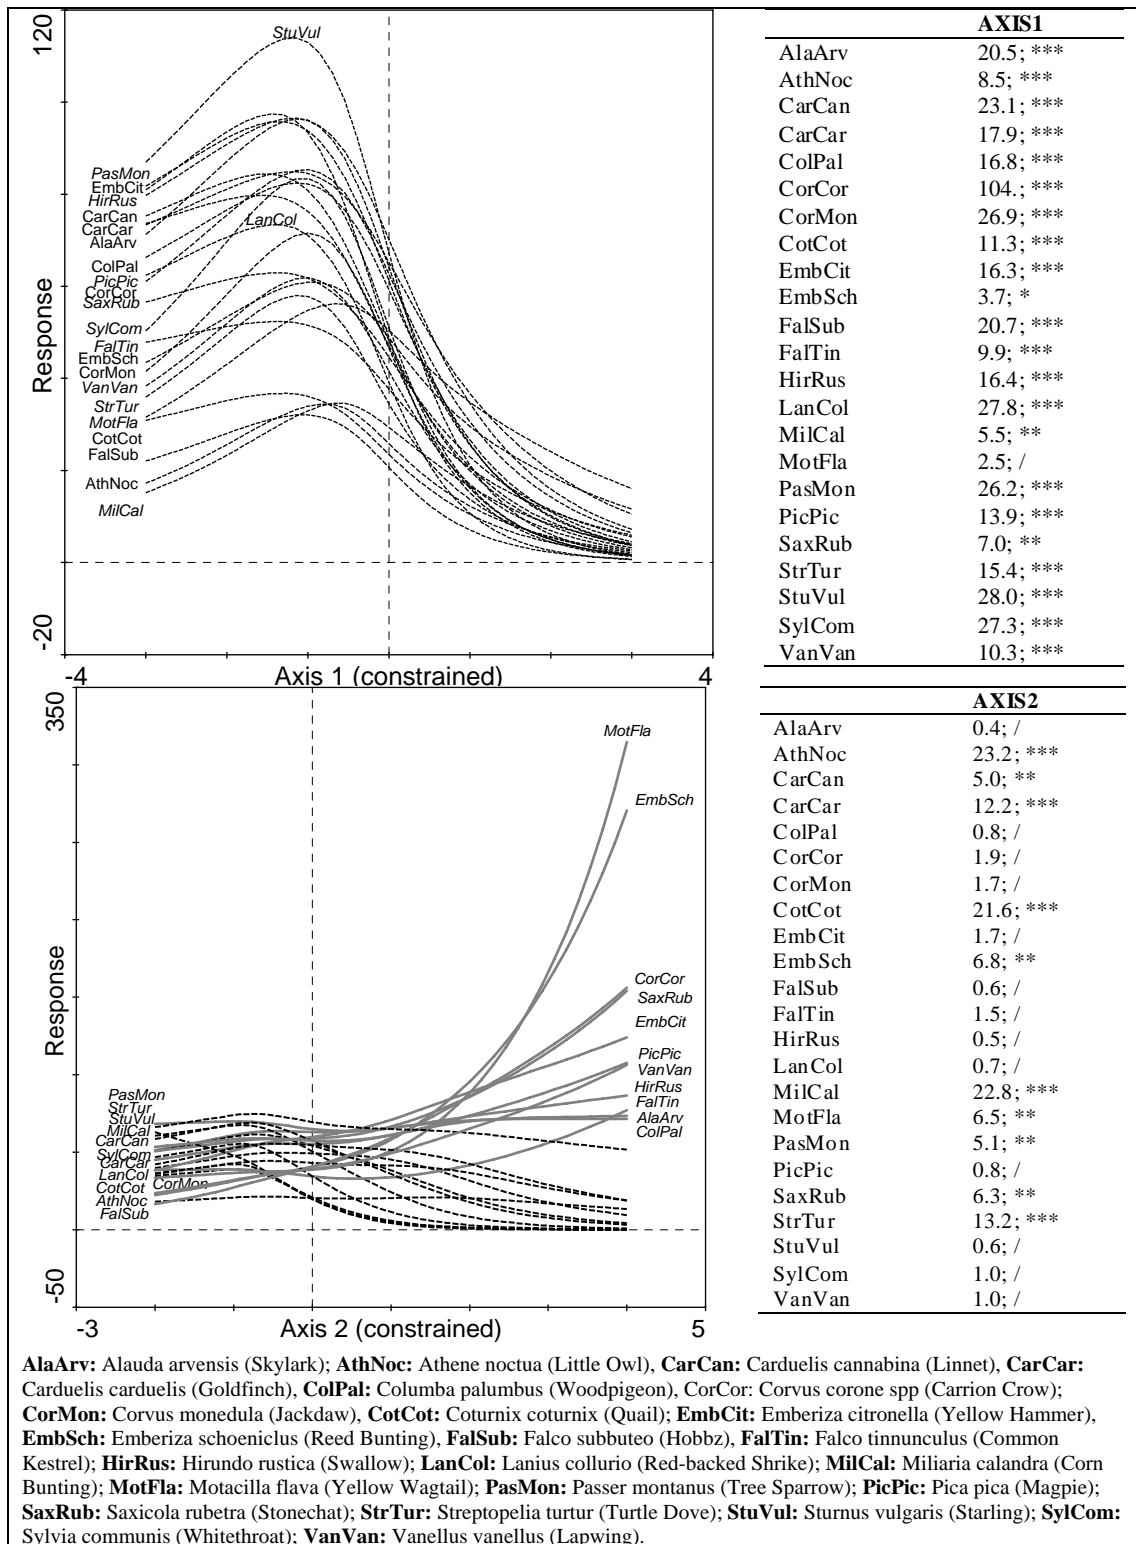 120
Response
-20
-4
Axis 1 (constrained)
4
StuVul
PasMon
EmbCit
HirRus
CarCan
CarCar
AlaArv
LanCol
ColPal
PicPic
CorCor
SaxRub
SylCom
FalTin
EmbSch
CorMon
VanVan
StrTur
MotFla
CotCot
FalSub
AthNoc
MilCal
AXIS1
AlaArv 20.5; ***
AthNoc 8.5; ***
CarCan 23.1; ***
CarCar 17.9; ***
ColPal 16.8; ***
CorCor 104.; ***
CorMon 26.9; ***
CotCot 11.3; ***
EmbCit 16.3; ***
EmbSch 3.7; *
FalSub 20.7; ***
FalTin 9.9; ***
HirRus 16.4; ***
LanCol 27.8; ***
MilCal 5.5; **
MotFla 2.5; /
PasMon 26.2; ***
PicPic 13.9; ***
SaxRub 7.0; **
StrTur 15.4; ***
StuVul 28.0; ***
SylCom 27.3; ***
VanVan 10.3; ***
350
Response
-50
-3
Axis 2 (constrained)
5
MotFla
EmbSch
CorCor
SaxRub
EmbCit
PicPic
VanVan
HirRus
FalTin
AlaArv
ColPal
PasMon
StrTur
StuVul
MilCal
CarCan
SylCom
CarCar
LanCol
CorMon
CotCot
AthNoc
FalSub
AXIS2
AlaArv 0.4; /
AthNoc 23.2; ***
CarCan 5.0; **
CarCar 12.2; ***
ColPal 0.8; /
CorCor 1.9; /
CorMon 1.7; /
CotCot 21.6; ***
EmbCit 1.7; /
EmbSch 6.8; **
FalSub 0.6; /
FalTin 1.5; /
HirRus 0.5; /
LanCol 0.7; /
MilCal 22.8; ***
MotFla 6.5; **
PasMon 5.1; **
PicPic 0.8; /
SaxRub 6.3; **
StrTur 13.2; ***
StuVul 0.6; /
SylCom 1.0; /
VanVan 1.0; /
AlaArv: Alauda arvensis (Skylark); AthNoc: Athene noctua (Little Owl), CarCan: Carduelis cannabina (Linnet), CarCar:
Carduelis carduelis (Goldfinch), ColPal: Columba palumbus (Woodpigeon), CorCor: Corvus corone spp (Carrion Crow);
CorMon: Corvus monedula (Jackdaw), CotCot: Coturnix coturnix (Quail); EmbCit: Emberiza citronella (Yellow Hammer),
EmbSch: Emberiza schoeniclus (Reed Bunting), FalSub: Falco subbuteo (Hobbz), FalTin: Falco tinnunculus (Common
Kestrel); HirRus: Hirundo rustica (Swallow); LanCol: Lanius collurio (Red-backed Shrike); MilCal: Miliaria calandra (Corn
Bunting); MotFla: Motacilla flava (Yellow Wagtail); PasMon: Passer montanus (Tree Sparrow); PicPic: Pica pica (Magpie);
SaxRub: Saxicola rubetra (Stonechat); StrTur: Streptopelia turtur (Turtle Dove); StuVul: Sturnus vulgaris (Starling); SylCom:
Sylvia communis (Whitethroat); VanVan: Vanellus vanellus (Lapwing).